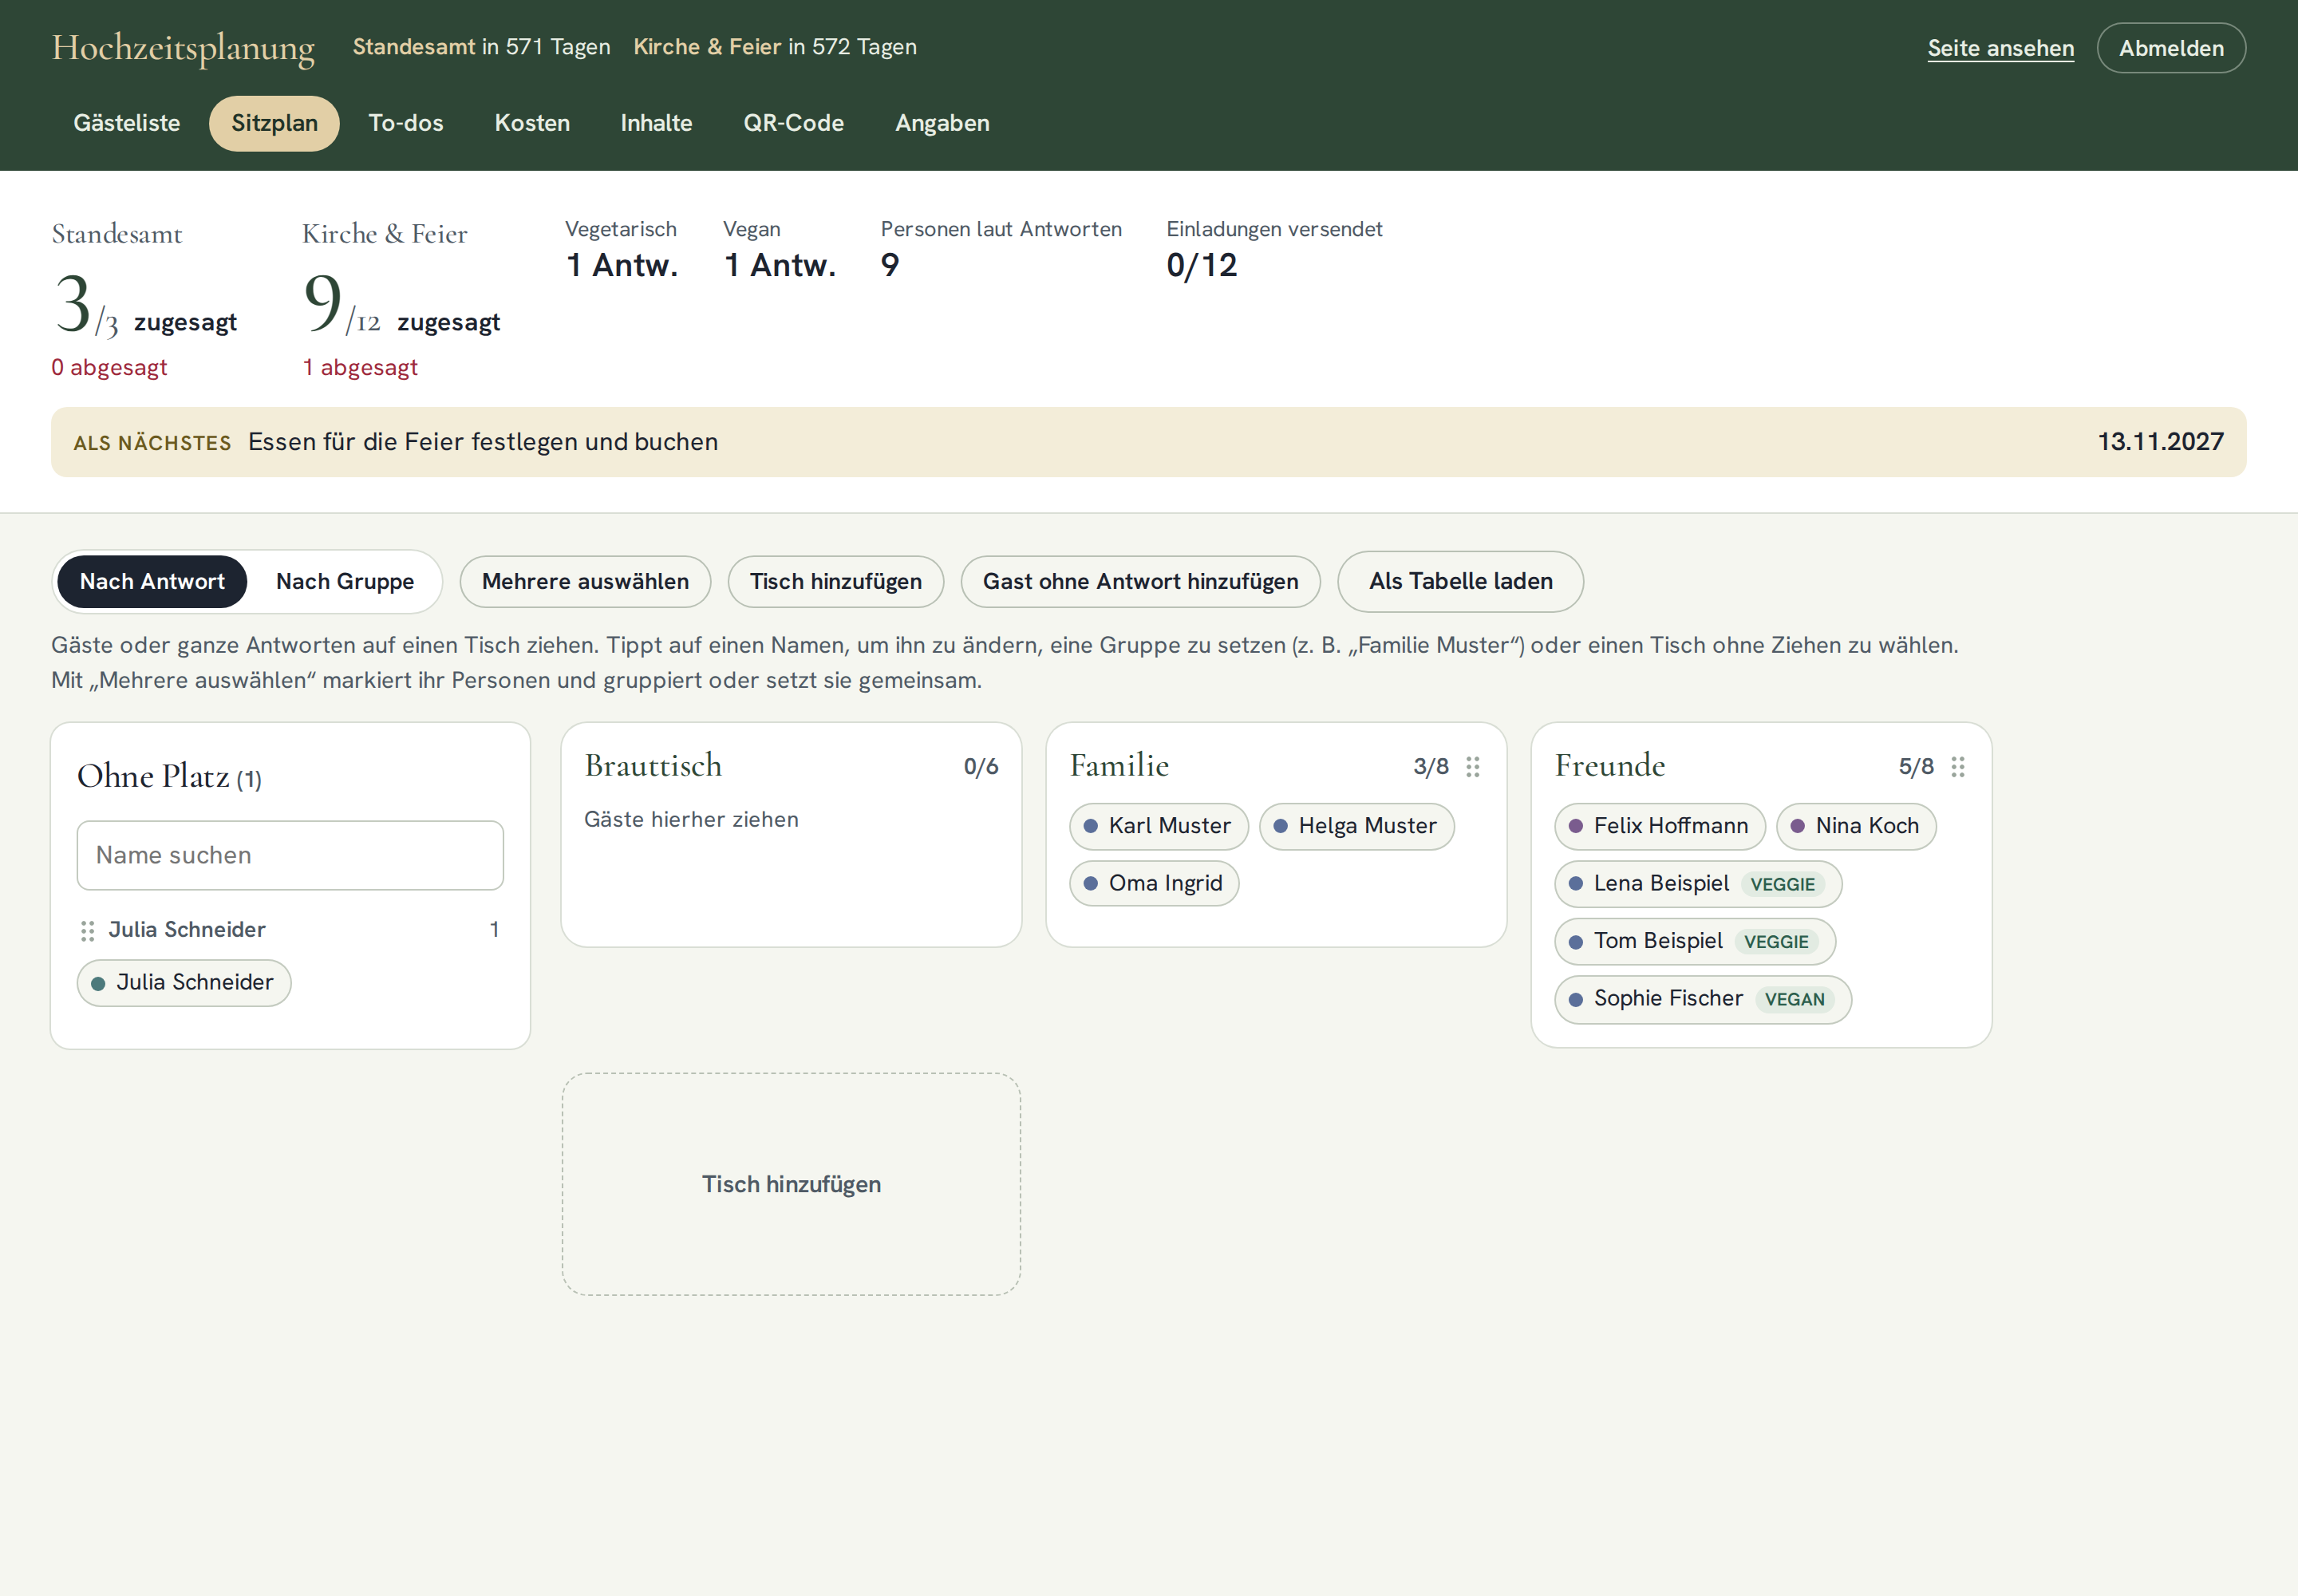 Hochzeitsplanung Standesamt in 571 Tagen Kirche & Feier in 572 Tagen Seite ansehen Abmelden
Gästeliste Sitzplan To-dos Kosten Inhalte QR-Code Angaben
Standesamt Kirche & Feier Vegetarisch Vegan Personen laut Antworten Einladungen versendet
1 Antw. 1 Antw. 9 0/12
3/3 zugesagt 9/12 zugesagt
0 abgesagt 1 abgesagt
ALS NÄCHSTES Essen für die Feier festlegen und buchen 13.11.2027
Nach Antwort Nach Gruppe Mehrere auswählen Tisch hinzufügen Gast ohne Antwort hinzufügen Als Tabelle laden
Gäste oder ganze Antworten auf einen Tisch ziehen. Tippt auf einen Namen, um ihn zu ändern, eine Gruppe zu setzen (z. B. „Familie Muster“) oder einen Tisch ohne Ziehen zu wählen.
Mit „Mehrere auswählen“ markiert ihr Personen und gruppiert oder setzt sie gemeinsam.
Ohne Platz (1)
Name suchen
Julia Schneider 1
Julia Schneider
Brauttisch 0/6
Gäste hierher ziehen
Familie 3/8
Karl Muster Helga Muster
Oma Ingrid
Freunde 5/8
Felix Hoffmann Nina Koch
Lena Beispiel VEGGIE
Tom Beispiel VEGGIE
Sophie Fischer VEGAN
Tisch hinzufügen